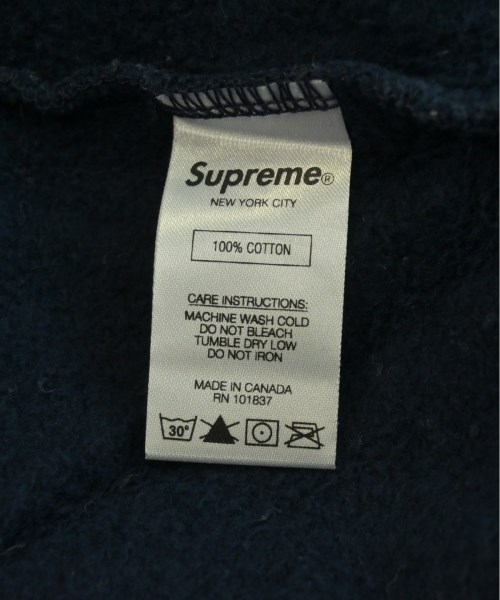 Supreme®
NEW YORK CITY
100% COTTON
CARE INSTRUCTIONS:
MACHINE WASH COLD
DO NOT BLEACH
TUMBLE DRY LOW
DO NOT IRON
MADE IN CANADA
RN 101837
30°